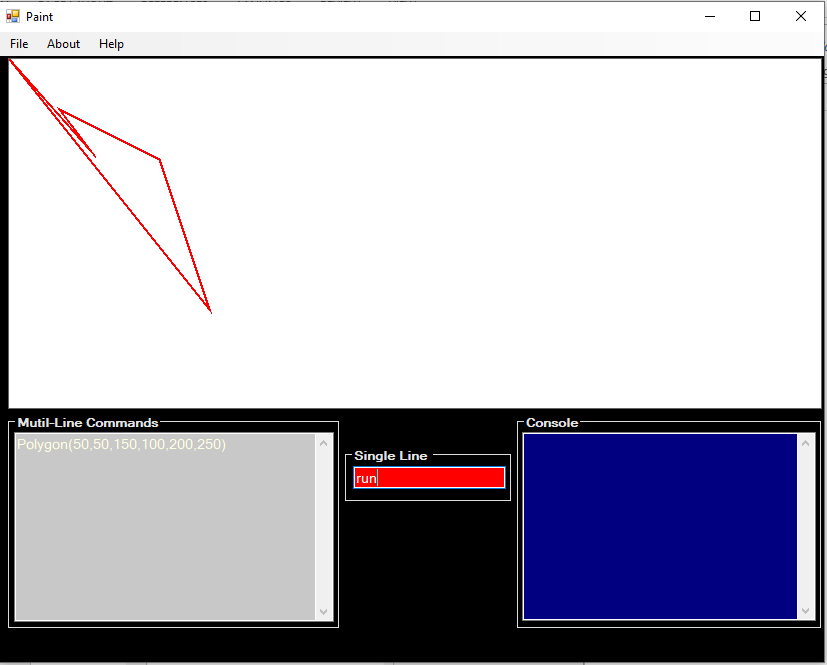 Paint
File About Help
Mutil-Line Commands
Polygon(50,50,150,100,200,250)
Single Line
run
Console